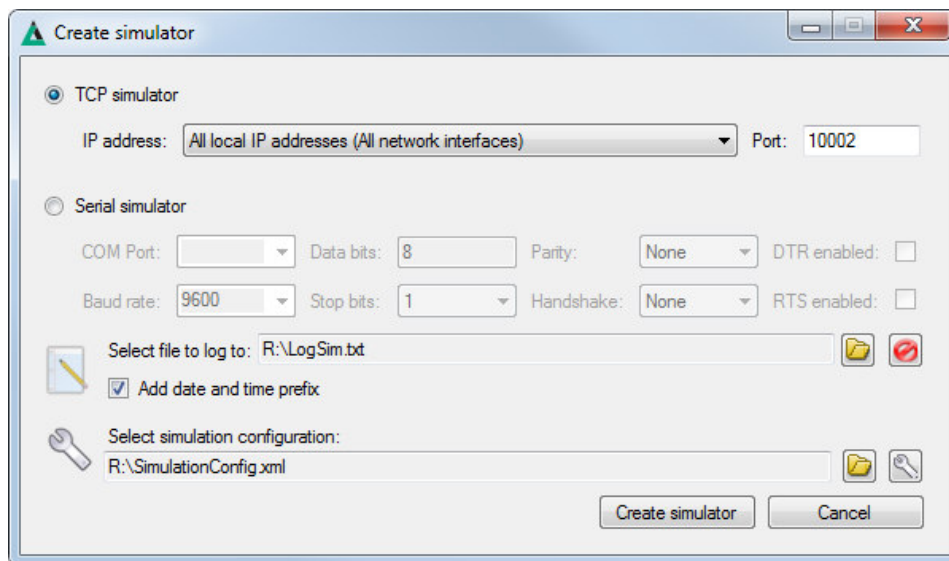 Create simulator
TCP simulator
IP address: All local IP addresses (All network interfaces) Port: 10002
Serial simulator
COM Port: Data bits: 8 Parity: None DTR enabled:
Baud rate: 9600 Stop bits: 1 Handshake: None RTS enabled:
Select file to log to: R:\LogSim.txt
Add date and time prefix
Select simulation configuration:
R:\SimulationConfig.xml
Create simulator Cancel